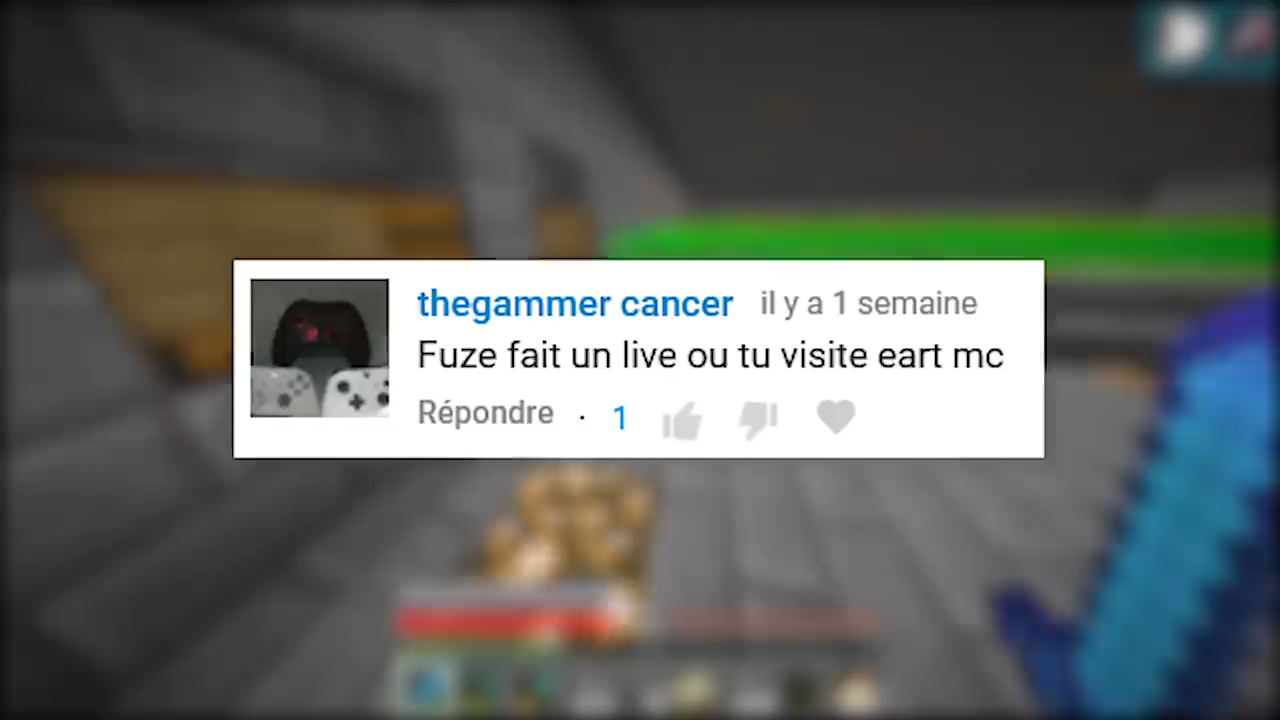 thegammer cancer il y a 1 semaine
Fuze fait un live ou tu visite eart mc
Répondre · 1